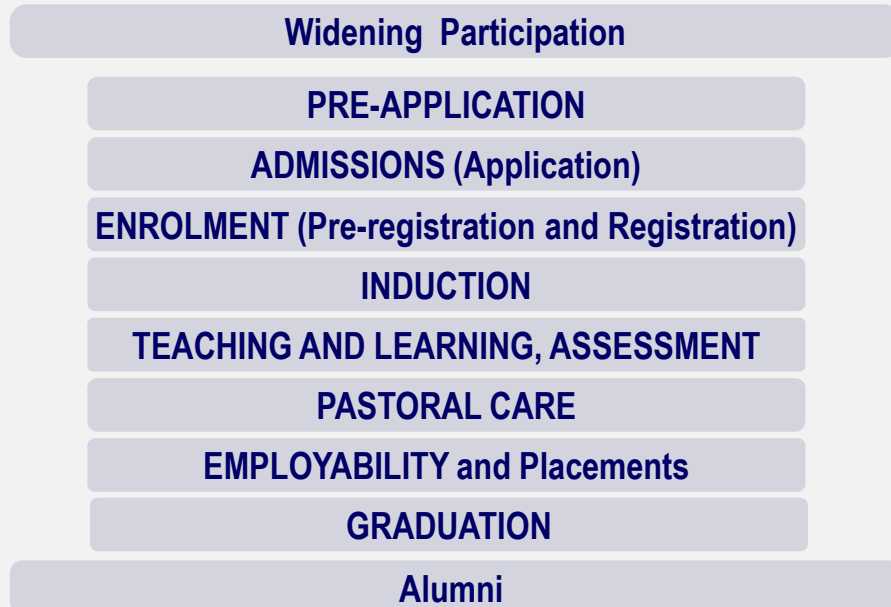 Widening Participation
PRE-APPLICATION
ADMISSIONS (Application)
ENROLMENT (Pre-registration and Registration)
INDUCTION
TEACHING AND LEARNING, ASSESSMENT
PASTORAL CARE
EMPLOYABILITY and Placements
GRADUATION
Alumni